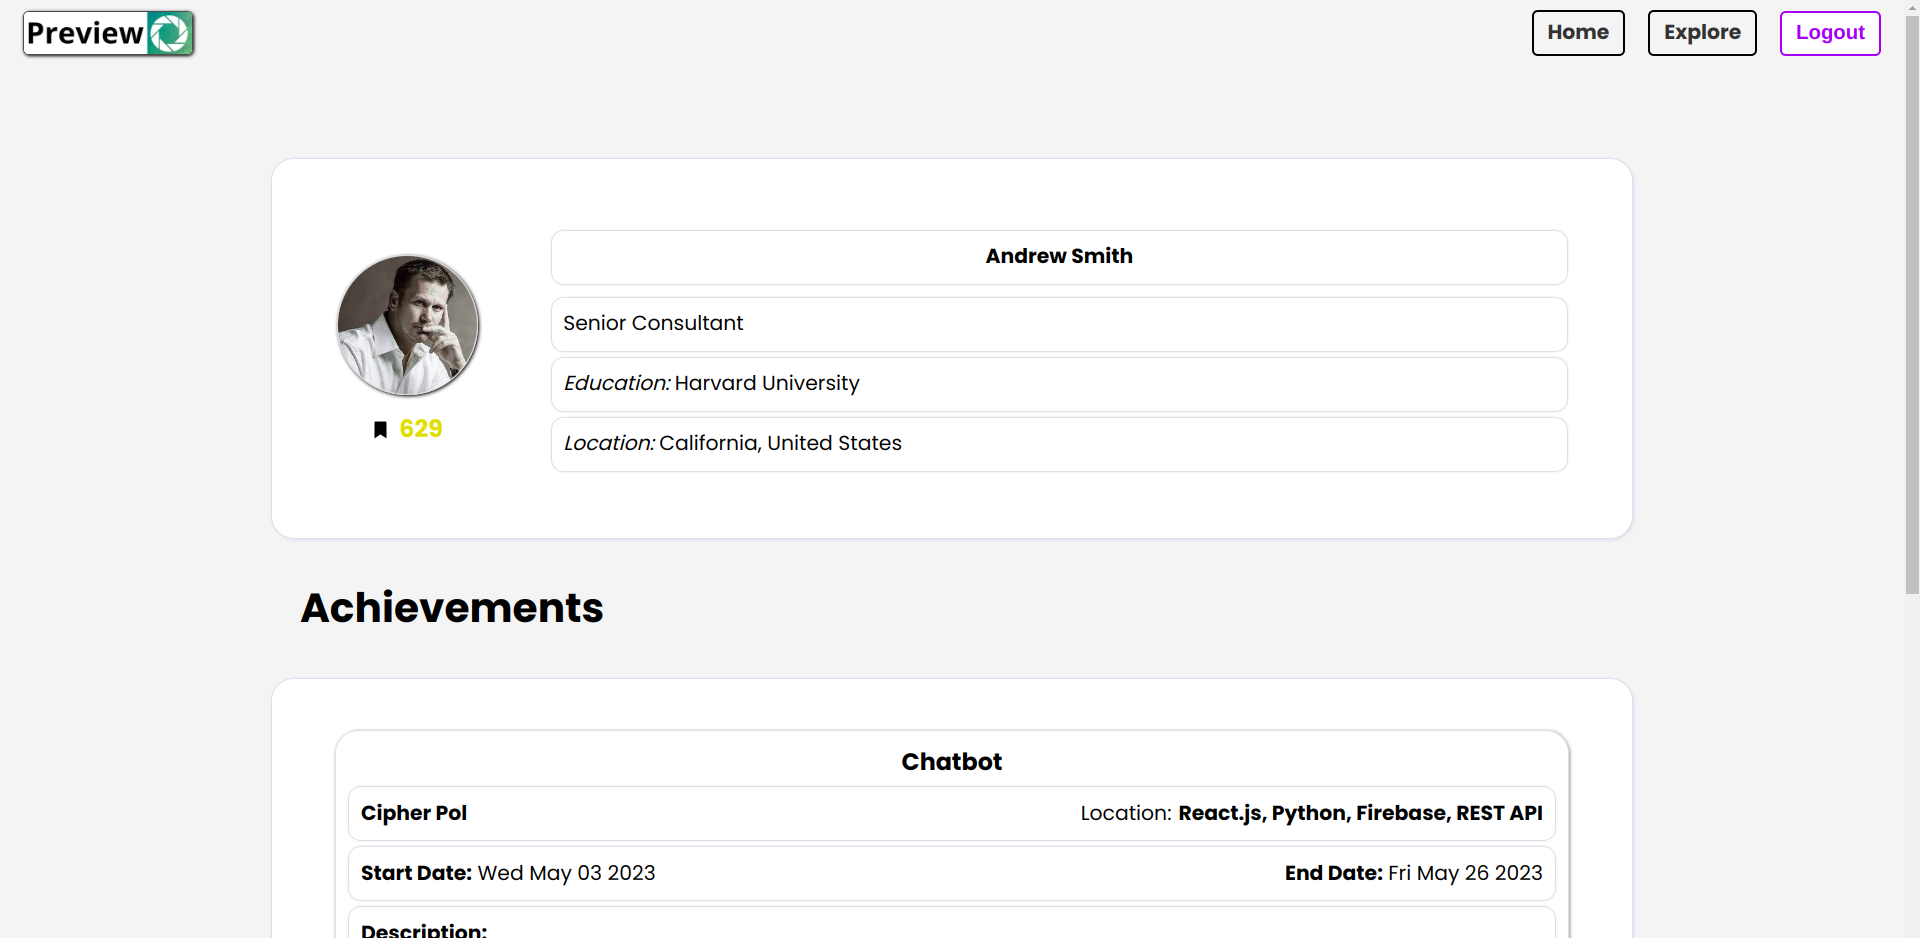 Preview
Home
Explore
Logout
Andrew Smith
Senior Consultant
Education: Harvard University
Location: California, United States
629
Achievements
Chatbot
Cipher Pol
Location: React.js, Python, Firebase, REST API
Start Date: Wed May 03 2023
End Date: Fri May 26 2023
Description: